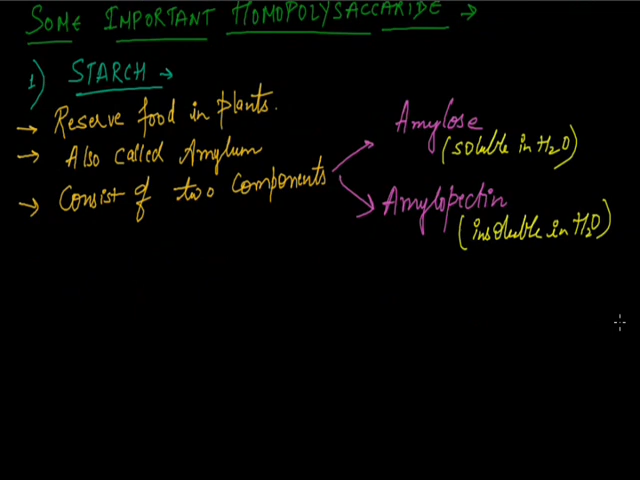 SOME IMPORTANT HOMOPOLYSACCARIDE →
1) STARCH →
→ Reserve food in plants.
→ Also called Amylum
→ Consist of two components
Amylose
(soluble in H2O)
Amylopectin
(insoluble in H2O)